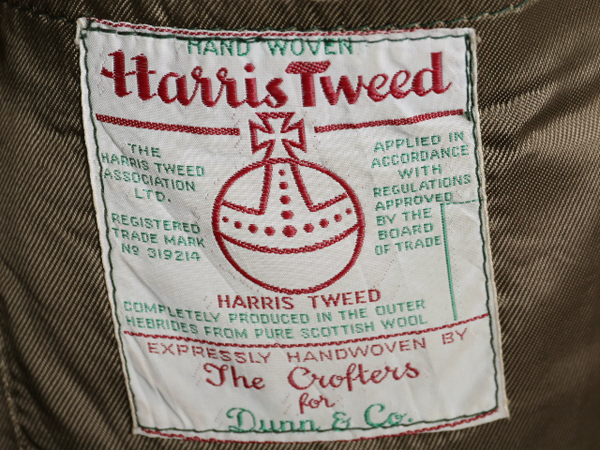 HAND WOVEN
Harris Tweed
THE
HARRIS TWEED
ASSOCIATION
LTD.
REGISTERED
TRADE MARK
No 319214
APPLIED IN
ACCORDANCE
WITH
REGULATIONS
APPROVED
BY THE
BOARD
OF TRADE
HARRIS TWEED
COMPLETELY PRODUCED IN THE OUTER
HEBRIDES FROM PURE SCOTTISH WOOL
EXPRESSLY HANDWOVEN BY
The Crofters
for
Dunn & Co.